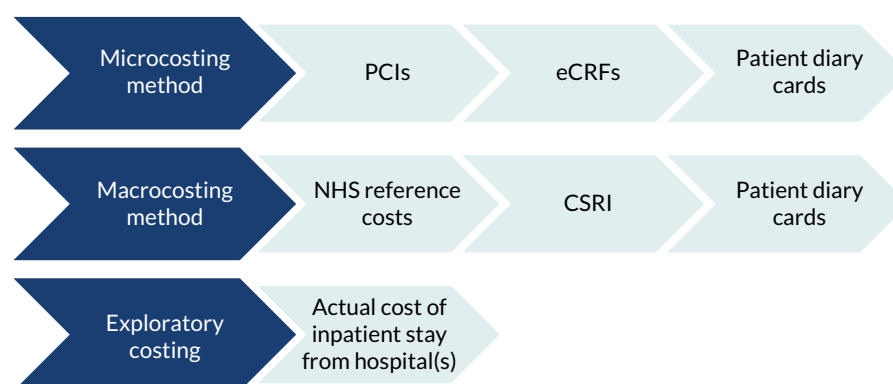 Microcosting
method
PCIs
eCRFs
Patient diary
cards
Macrocosting
method
NHS reference
costs
CSRI
Patient diary
cards
Exploratory
costing
Actual cost of
inpatient stay
from hospital(s)